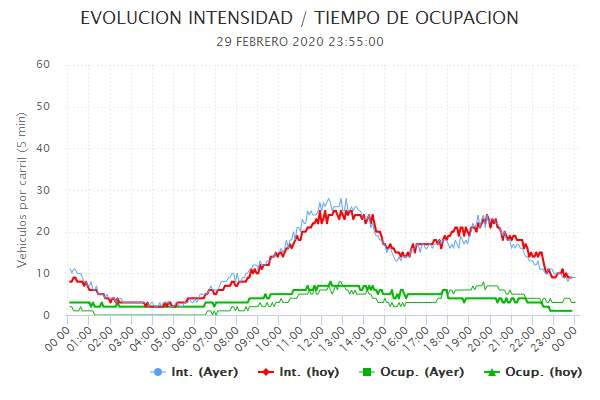 EVOLUCION INTENSIDAD / TIEMPO DE OCUPACION
29 FEBRERO 2020 23:55:00
Vehiculos por carril (5 min)
60
50
40
30
20
10
0
00:00 01:00 02:00 03:00 04:00 05:00 06:00 07:00 08:00 09:00 10:00 11:00 12:00 13:00 14:00 15:00 16:00 17:00 18:00 19:00 20:00 21:00 22:00 23:00 00:00
Int. (Ayer) Int. (hoy) Ocup. (Ayer) Ocup. (hoy)